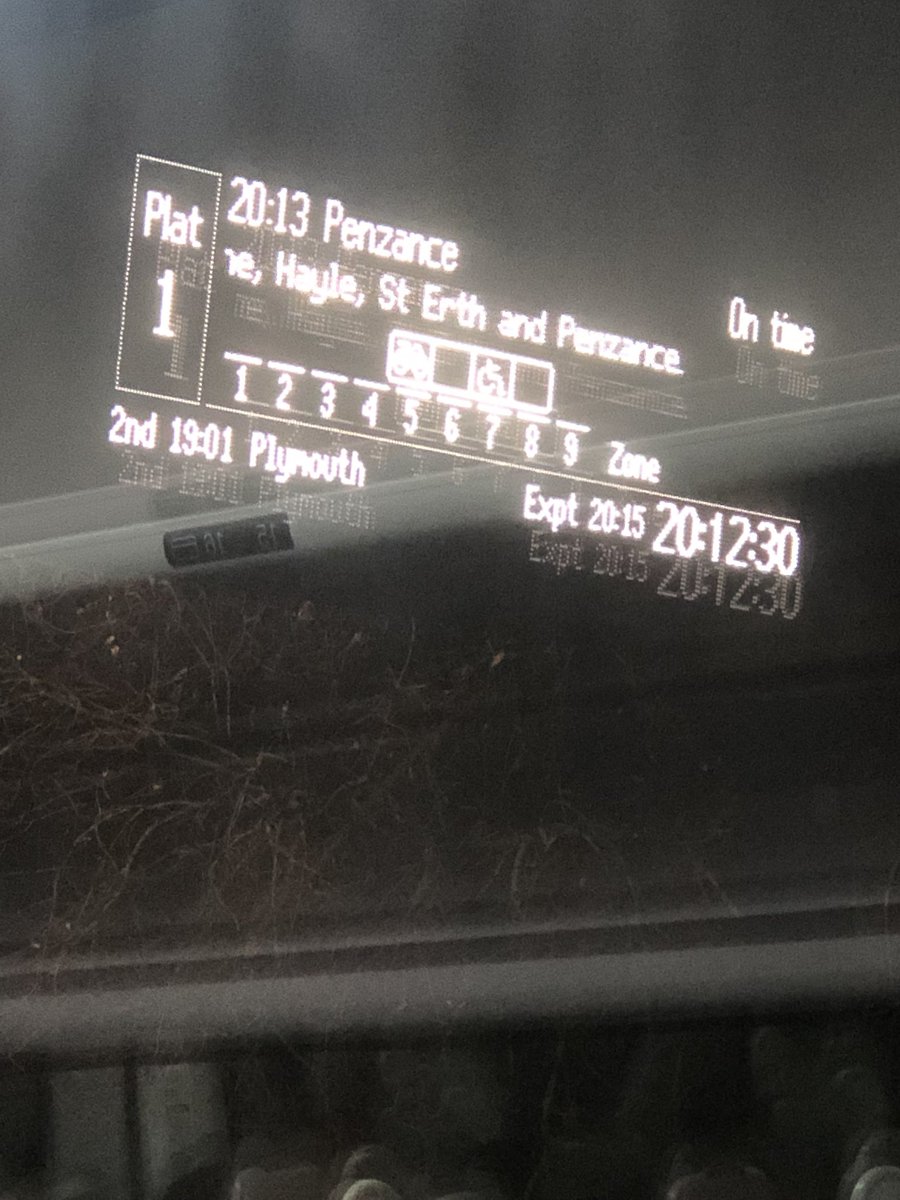 Plat
1
20:13 Penzance
ne, Hayle, St Erth and Penzance
On time
1 2 3 4 5 6 7 8 9 Zone
2nd 19:01 Plymouth
Expt 20:15 20:12:30